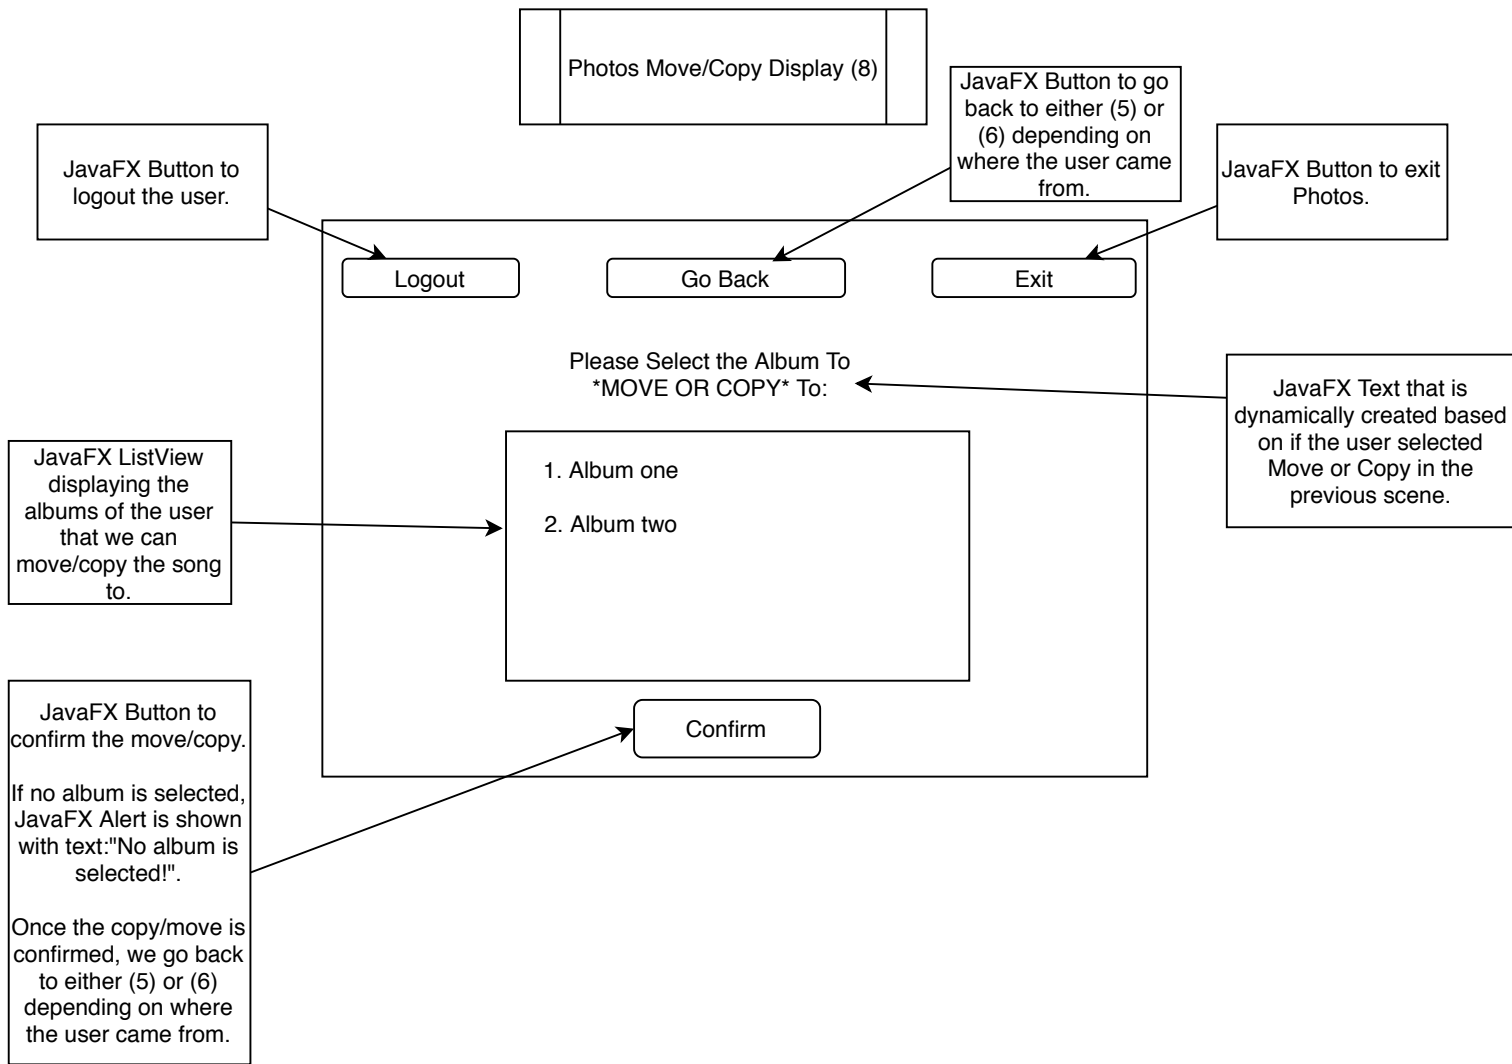 Photos Move/Copy Display (8)
JavaFX Button to go
back to either (5) or
(6) depending on
where the user came
from.
JavaFX Button to
logout the user.
JavaFX Button to exit
Photos.
Logout
Go Back
Exit
Please Select the Album To
*MOVE OR COPY* To:
JavaFX Text that is
dynamically created based
on if the user selected
Move or Copy in the
previous scene.
JavaFX ListView
displaying the
albums of the user
that we can
move/copy the song
to.
1. Album one
2. Album two
Confirm
JavaFX Button to
confirm the move/copy.
If no album is selected,
JavaFX Alert is shown
with text:"No album is
selected!".
Once the copy/move is
confirmed, we go back
to either (5) or (6)
depending on where
the user came from.